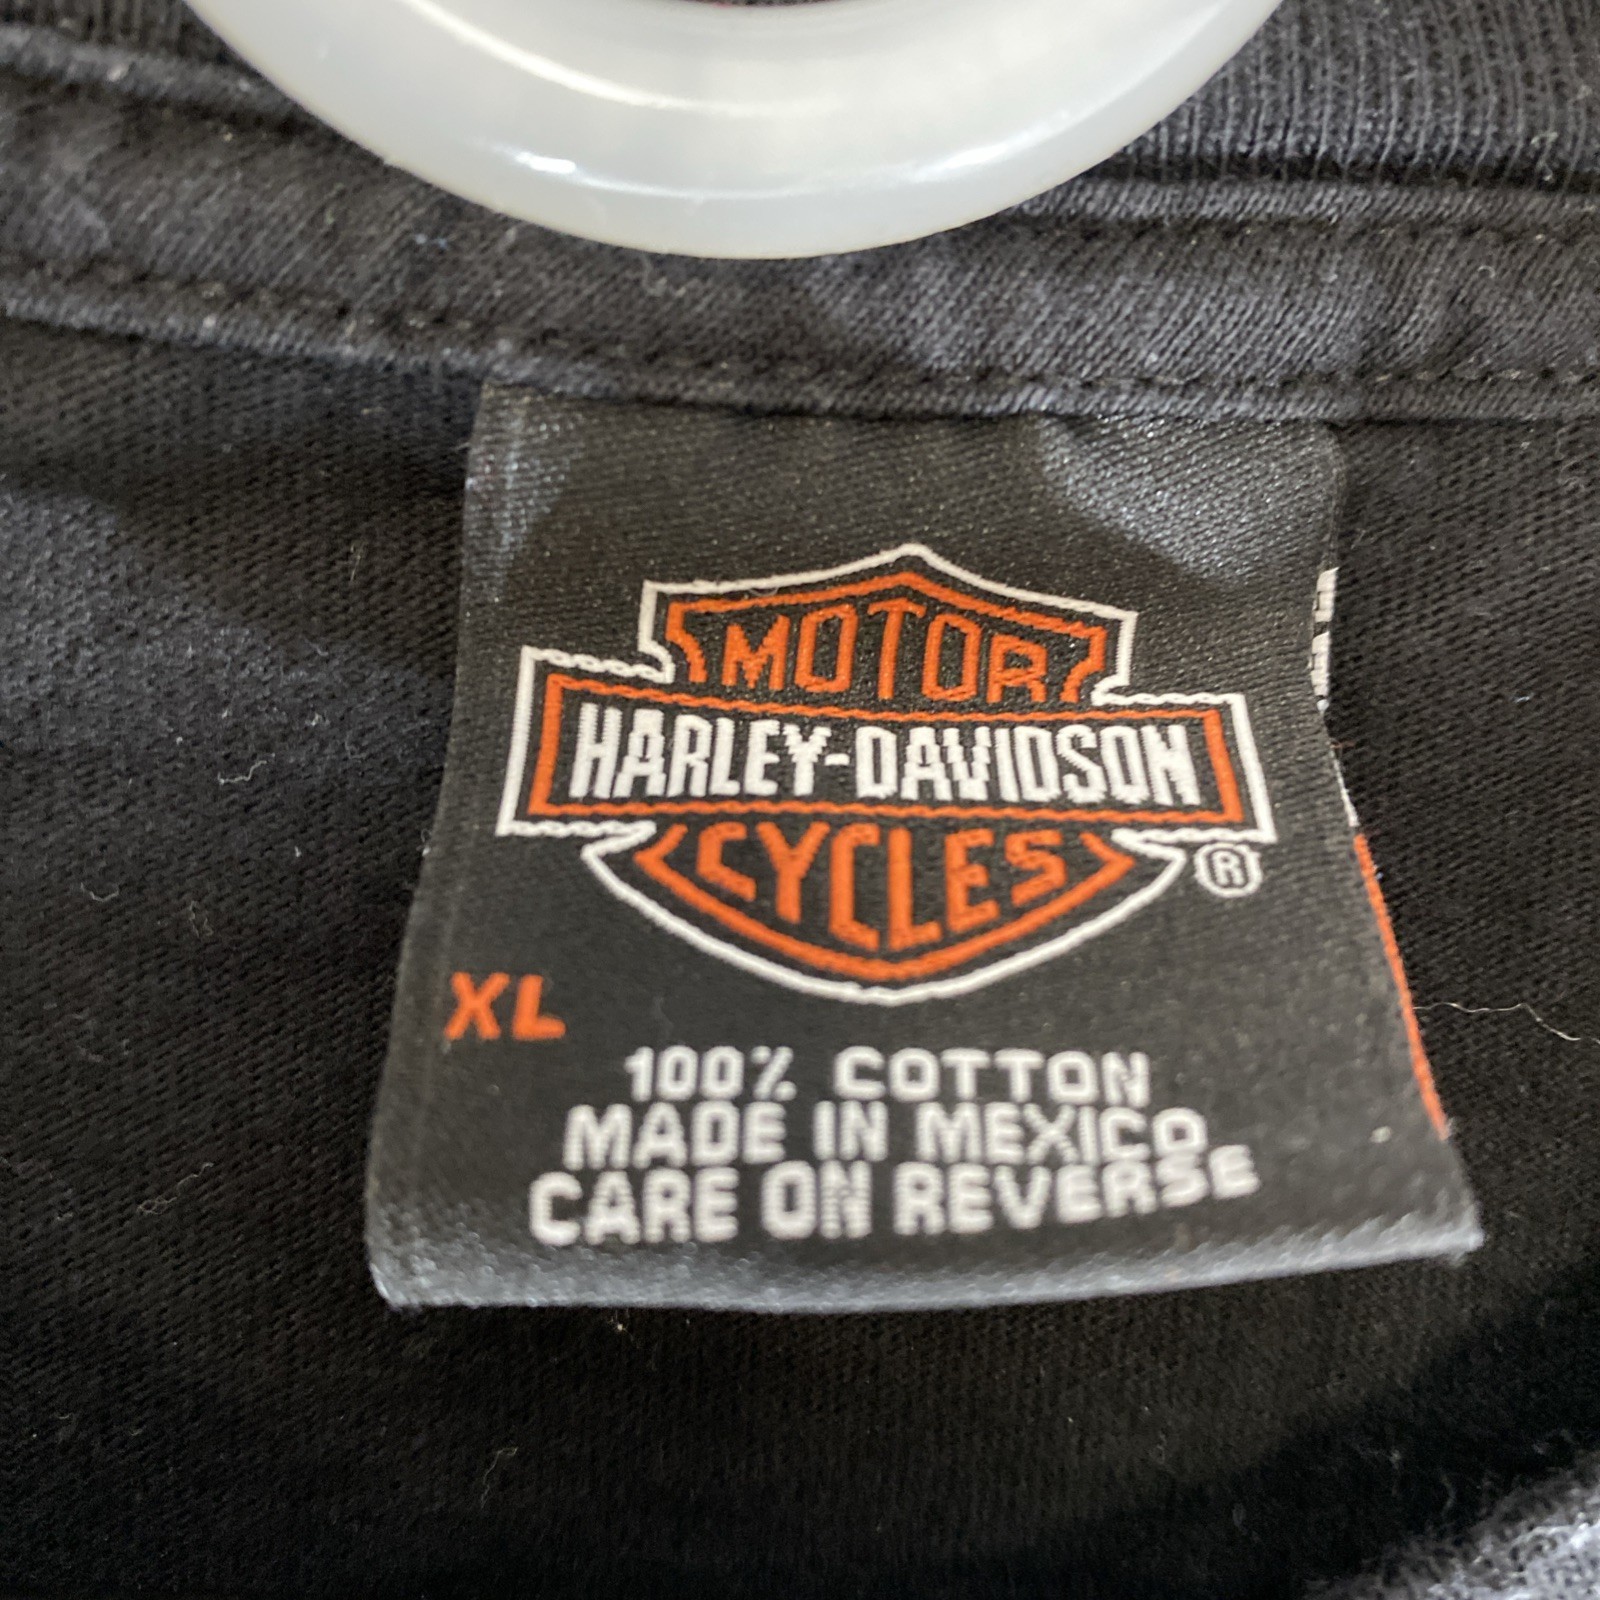 MOTOR
HARLEY-DAVIDSON
CYCLES
®
XL
100% COTTON
MADE IN MEXICO
CARE ON REVERSE